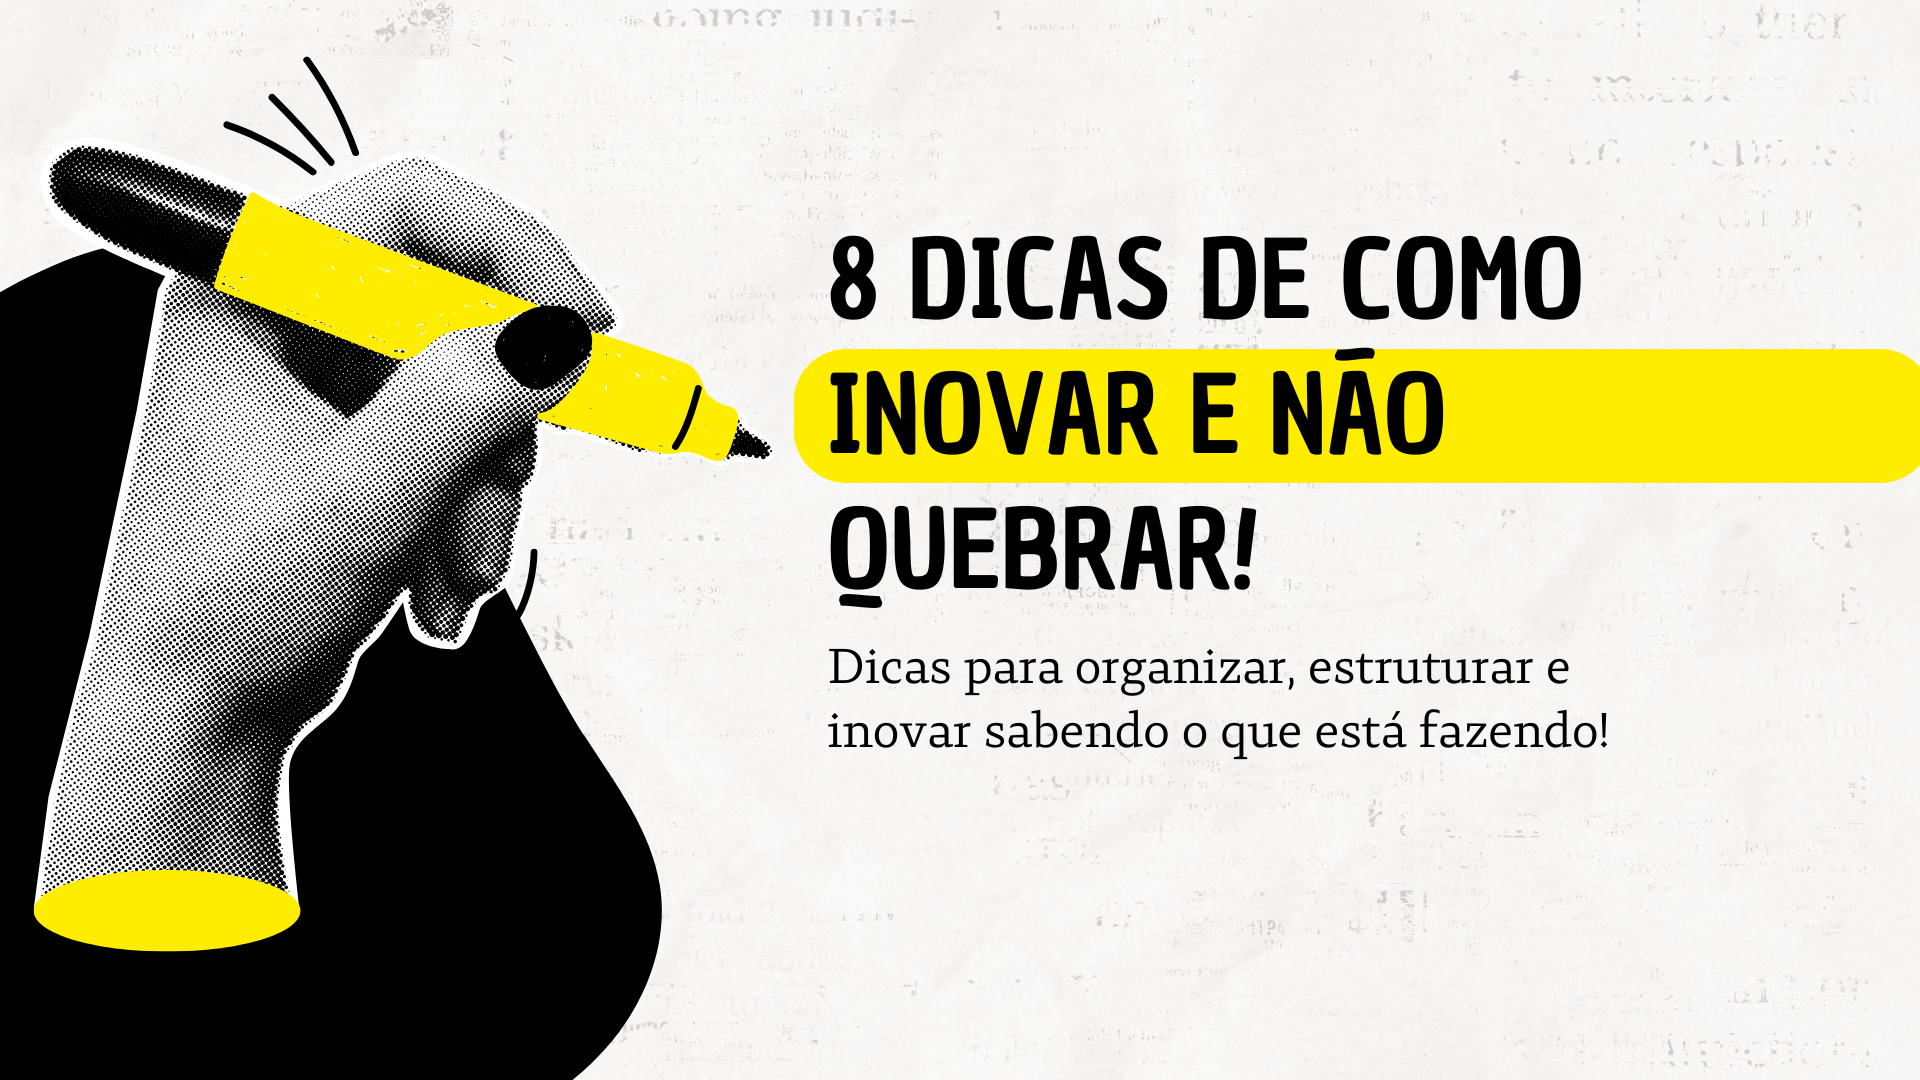 8 DICAS DE COMO
INOVAR E NÃO
QUEBRAR!
Dicas para organizar, estruturar e
inovar sabendo o que está fazendo!